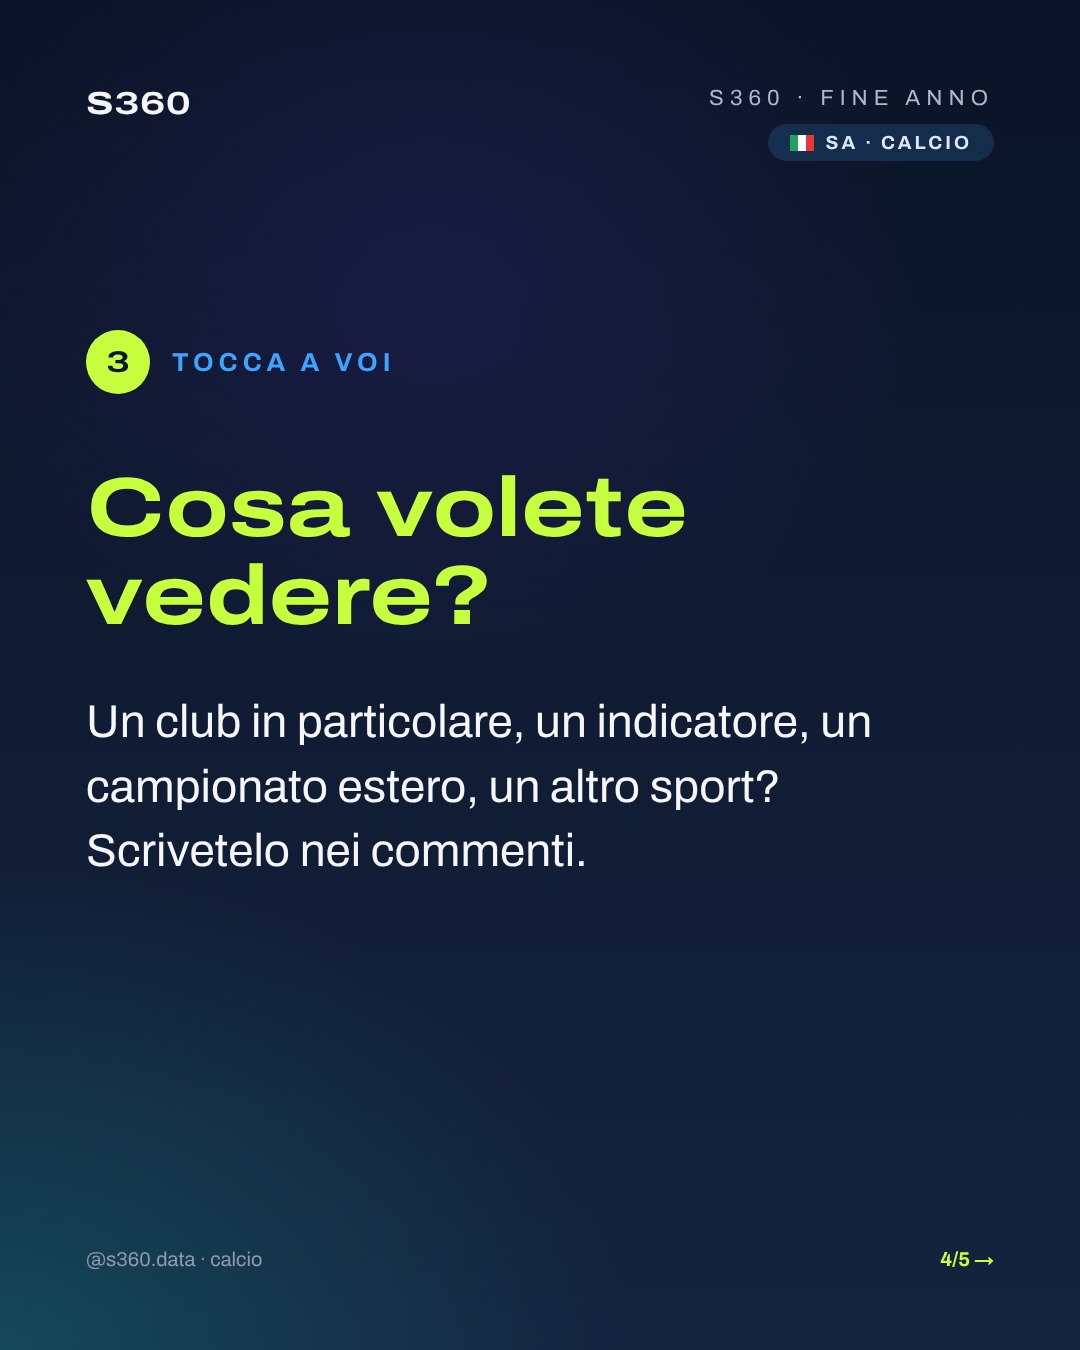 S360
S360 · FINE ANNO
SA · CALCIO
3
TOCCA A VOI
Cosa volete
vedere?
Un club in particolare, un indicatore, un
campionato estero, un altro sport?
Scrivetelo nei commenti.
@s360.data · calcio
4/5 →